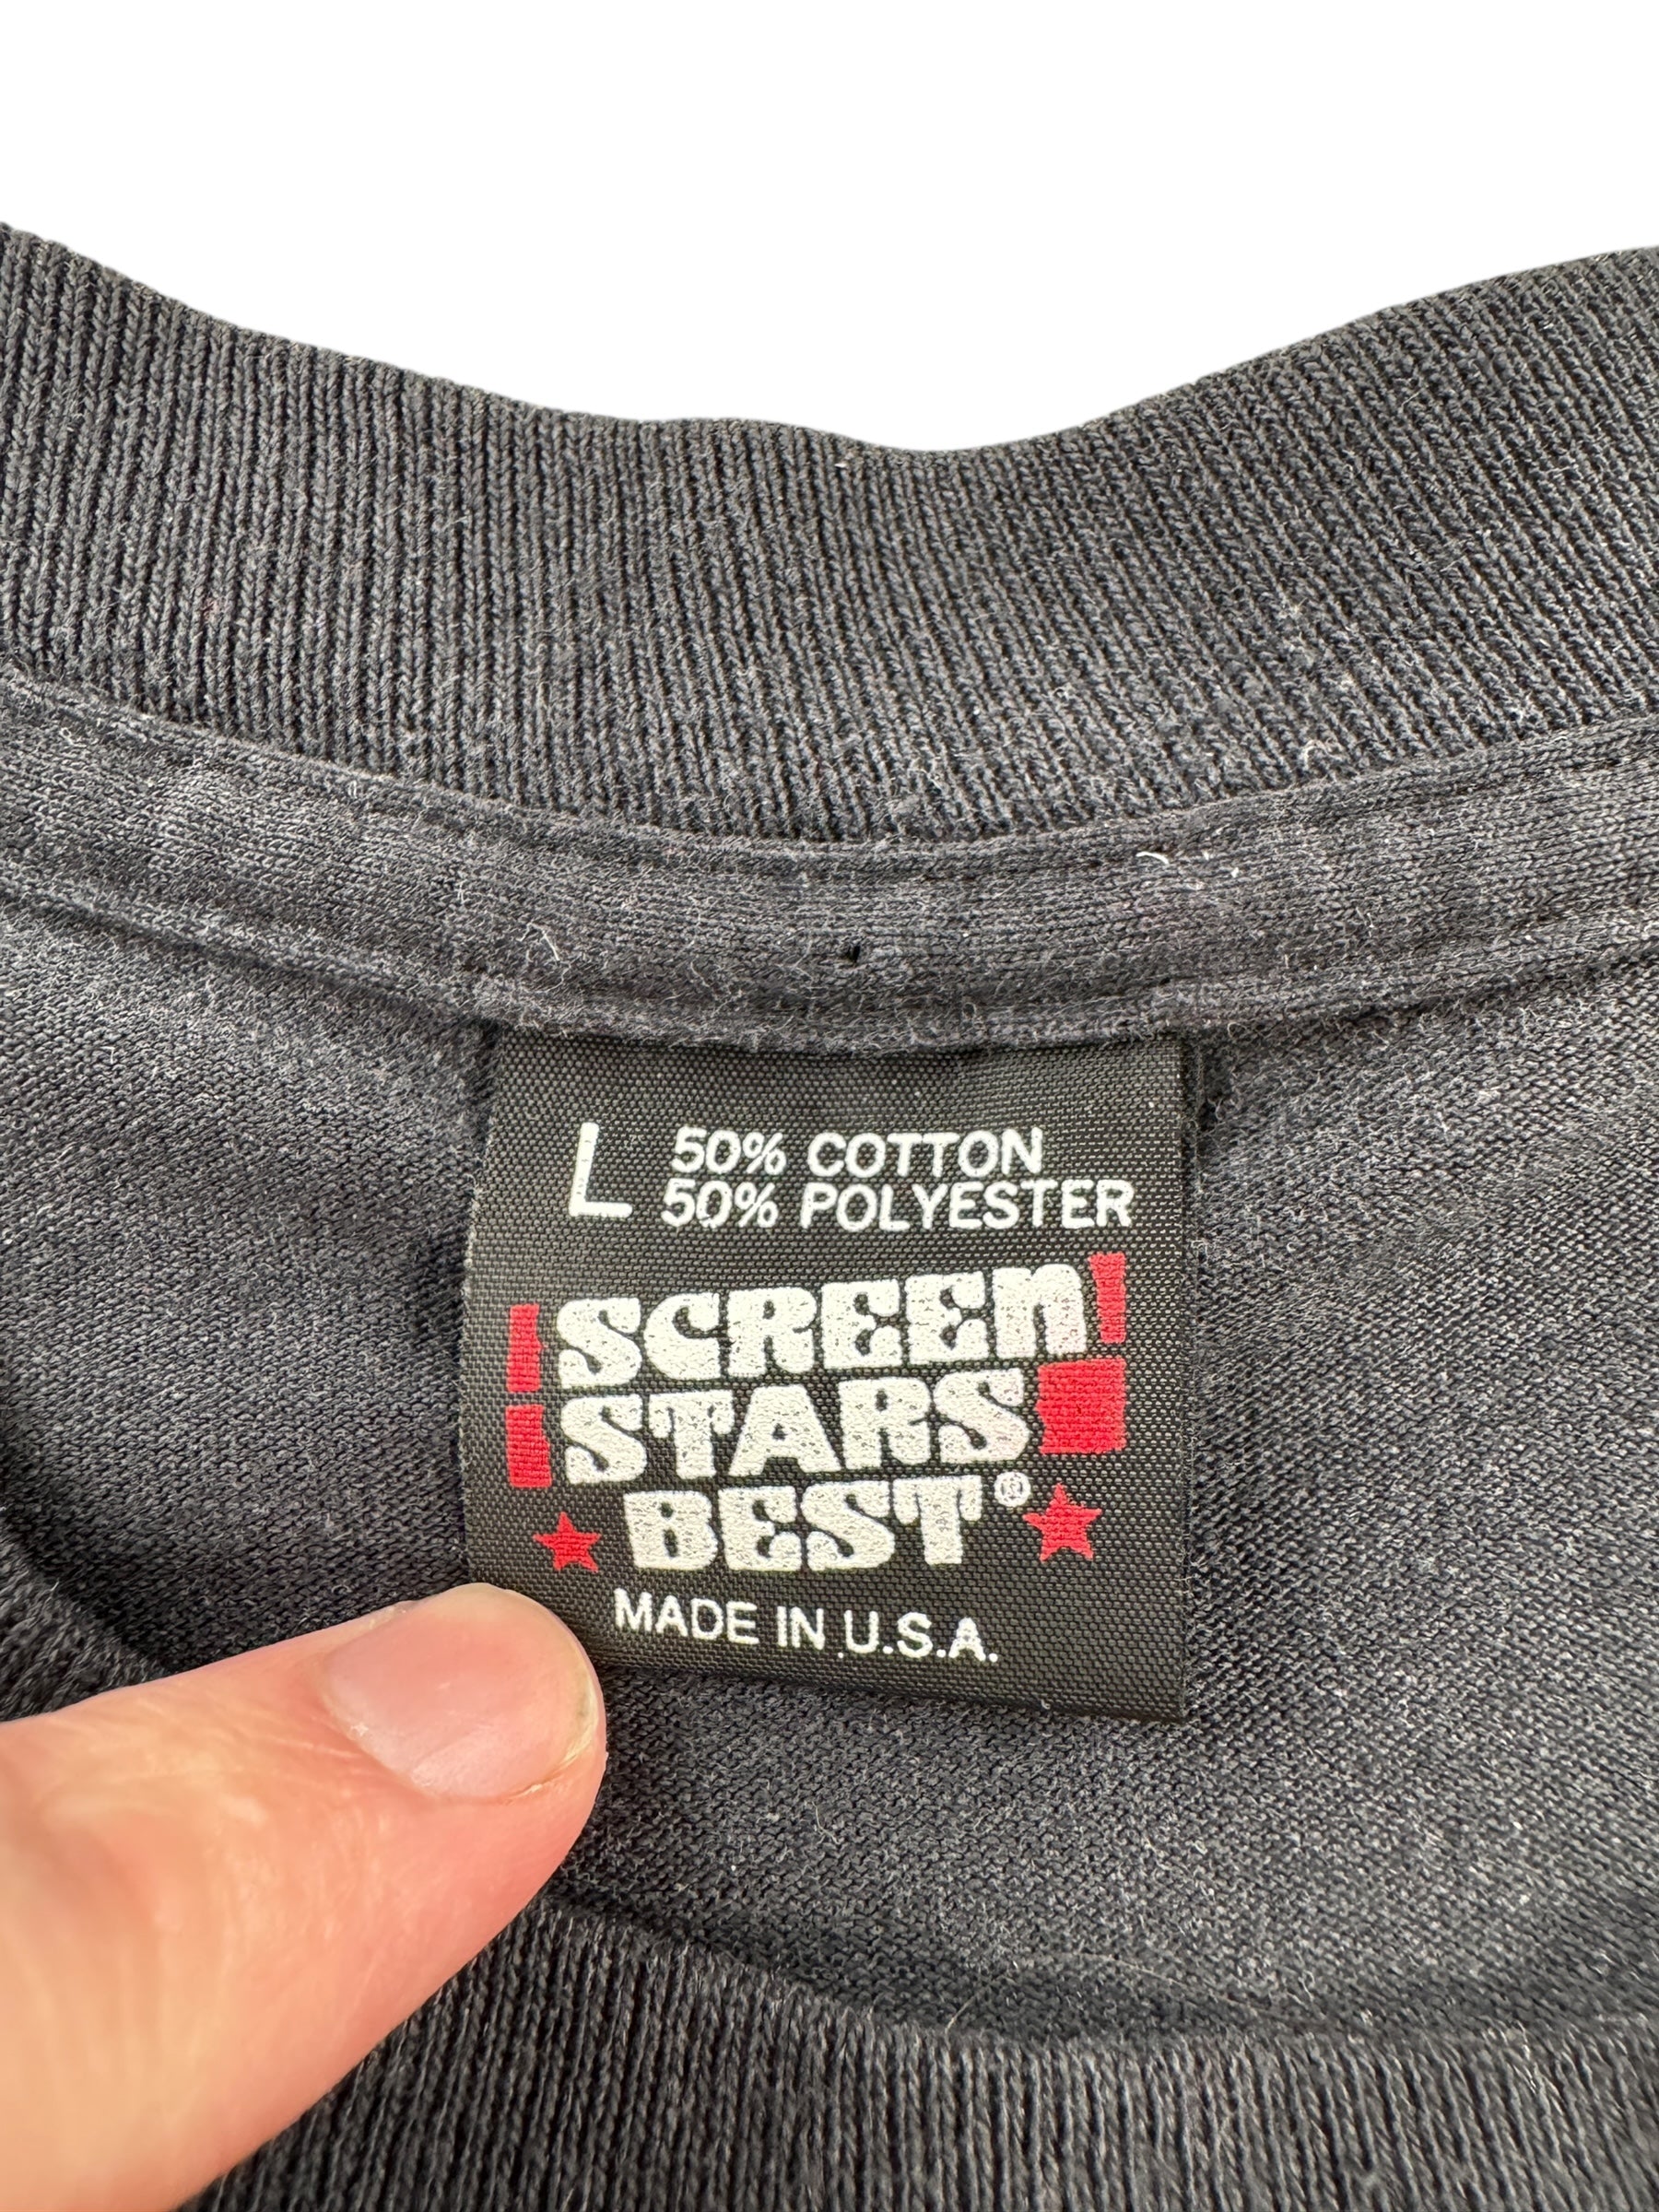 L 50% COTTON
50% POLYESTER
SCREEN
STARS
BEST®
MADE IN U.S.A.